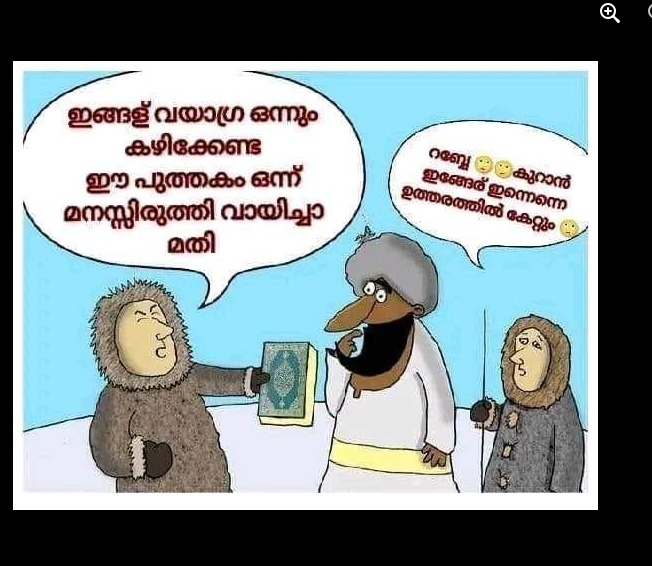 ഇങ്ങള് വയാഗ്ര ഒന്നും
കഴിക്കേണ്ട
ഈ പുത്തകം ഒന്ന്
മനസ്സിരുത്തി വായിച്ചാ
മതി
റബ്ബേ 🙄🙄കുറാൻ
ഇങ്ങേര് ഇന്നെന്നെ
ഉത്തരത്തിൽ കേറ്റും 🙄